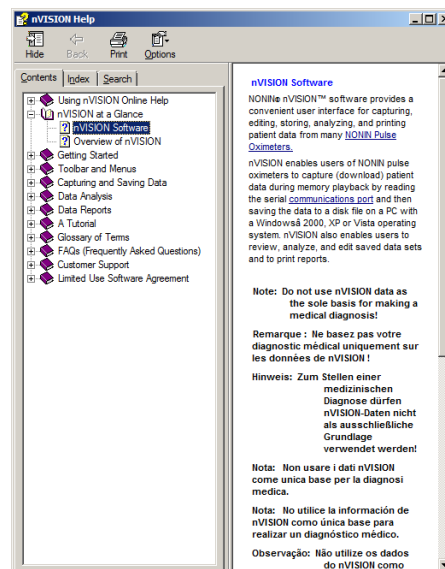 nVISION Help
Hide Back Print Options
Contents Index Search
Using nVISION Online Help
nVISION at a Glance
nVISION Software
Overview of nVISION
Getting Started
Toolbar and Menus
Capturing and Saving Data
Data Analysis
Data Reports
A Tutorial
Glossary of Terms
FAQs (Frequently Asked Questions)
Customer Support
Limited Use Software Agreement
nVISION Software
NONIN® nVISION™ software provides a
convenient user interface for capturing,
editing, storing, analyzing, and printing
patient data from many NONIN Pulse
Oximeters.
nVISION enables users of NONIN pulse
oximeters to capture (download) patient
data during memory playback by reading
the serial communications port and then
saving the data to a disk file on a PC with
a Windowsâ 2000, XP or Vista operating
system. nVISION also enables users to
review, analyze, and edit saved data sets
and to print reports.
Note: Do not use nVISION data as
the sole basis for making a
medical diagnosis!
Remarque : Ne basez pas votre
diagnostic médical uniquement sur
les données de nVISION !
Hinweis: Zum Stellen einer
medizinischen
Diagnose dürfen
nVISION-Daten nicht
als ausschließliche
Grundlage
verwendet werden!
Nota: Non usare i dati nVISION
come unica base per la diagnosi
medica.
Nota: No utilice la información de
nVISION como única base para
realizar un diagnóstico médico.
Observação: Não utilize os dados
do nVISION como